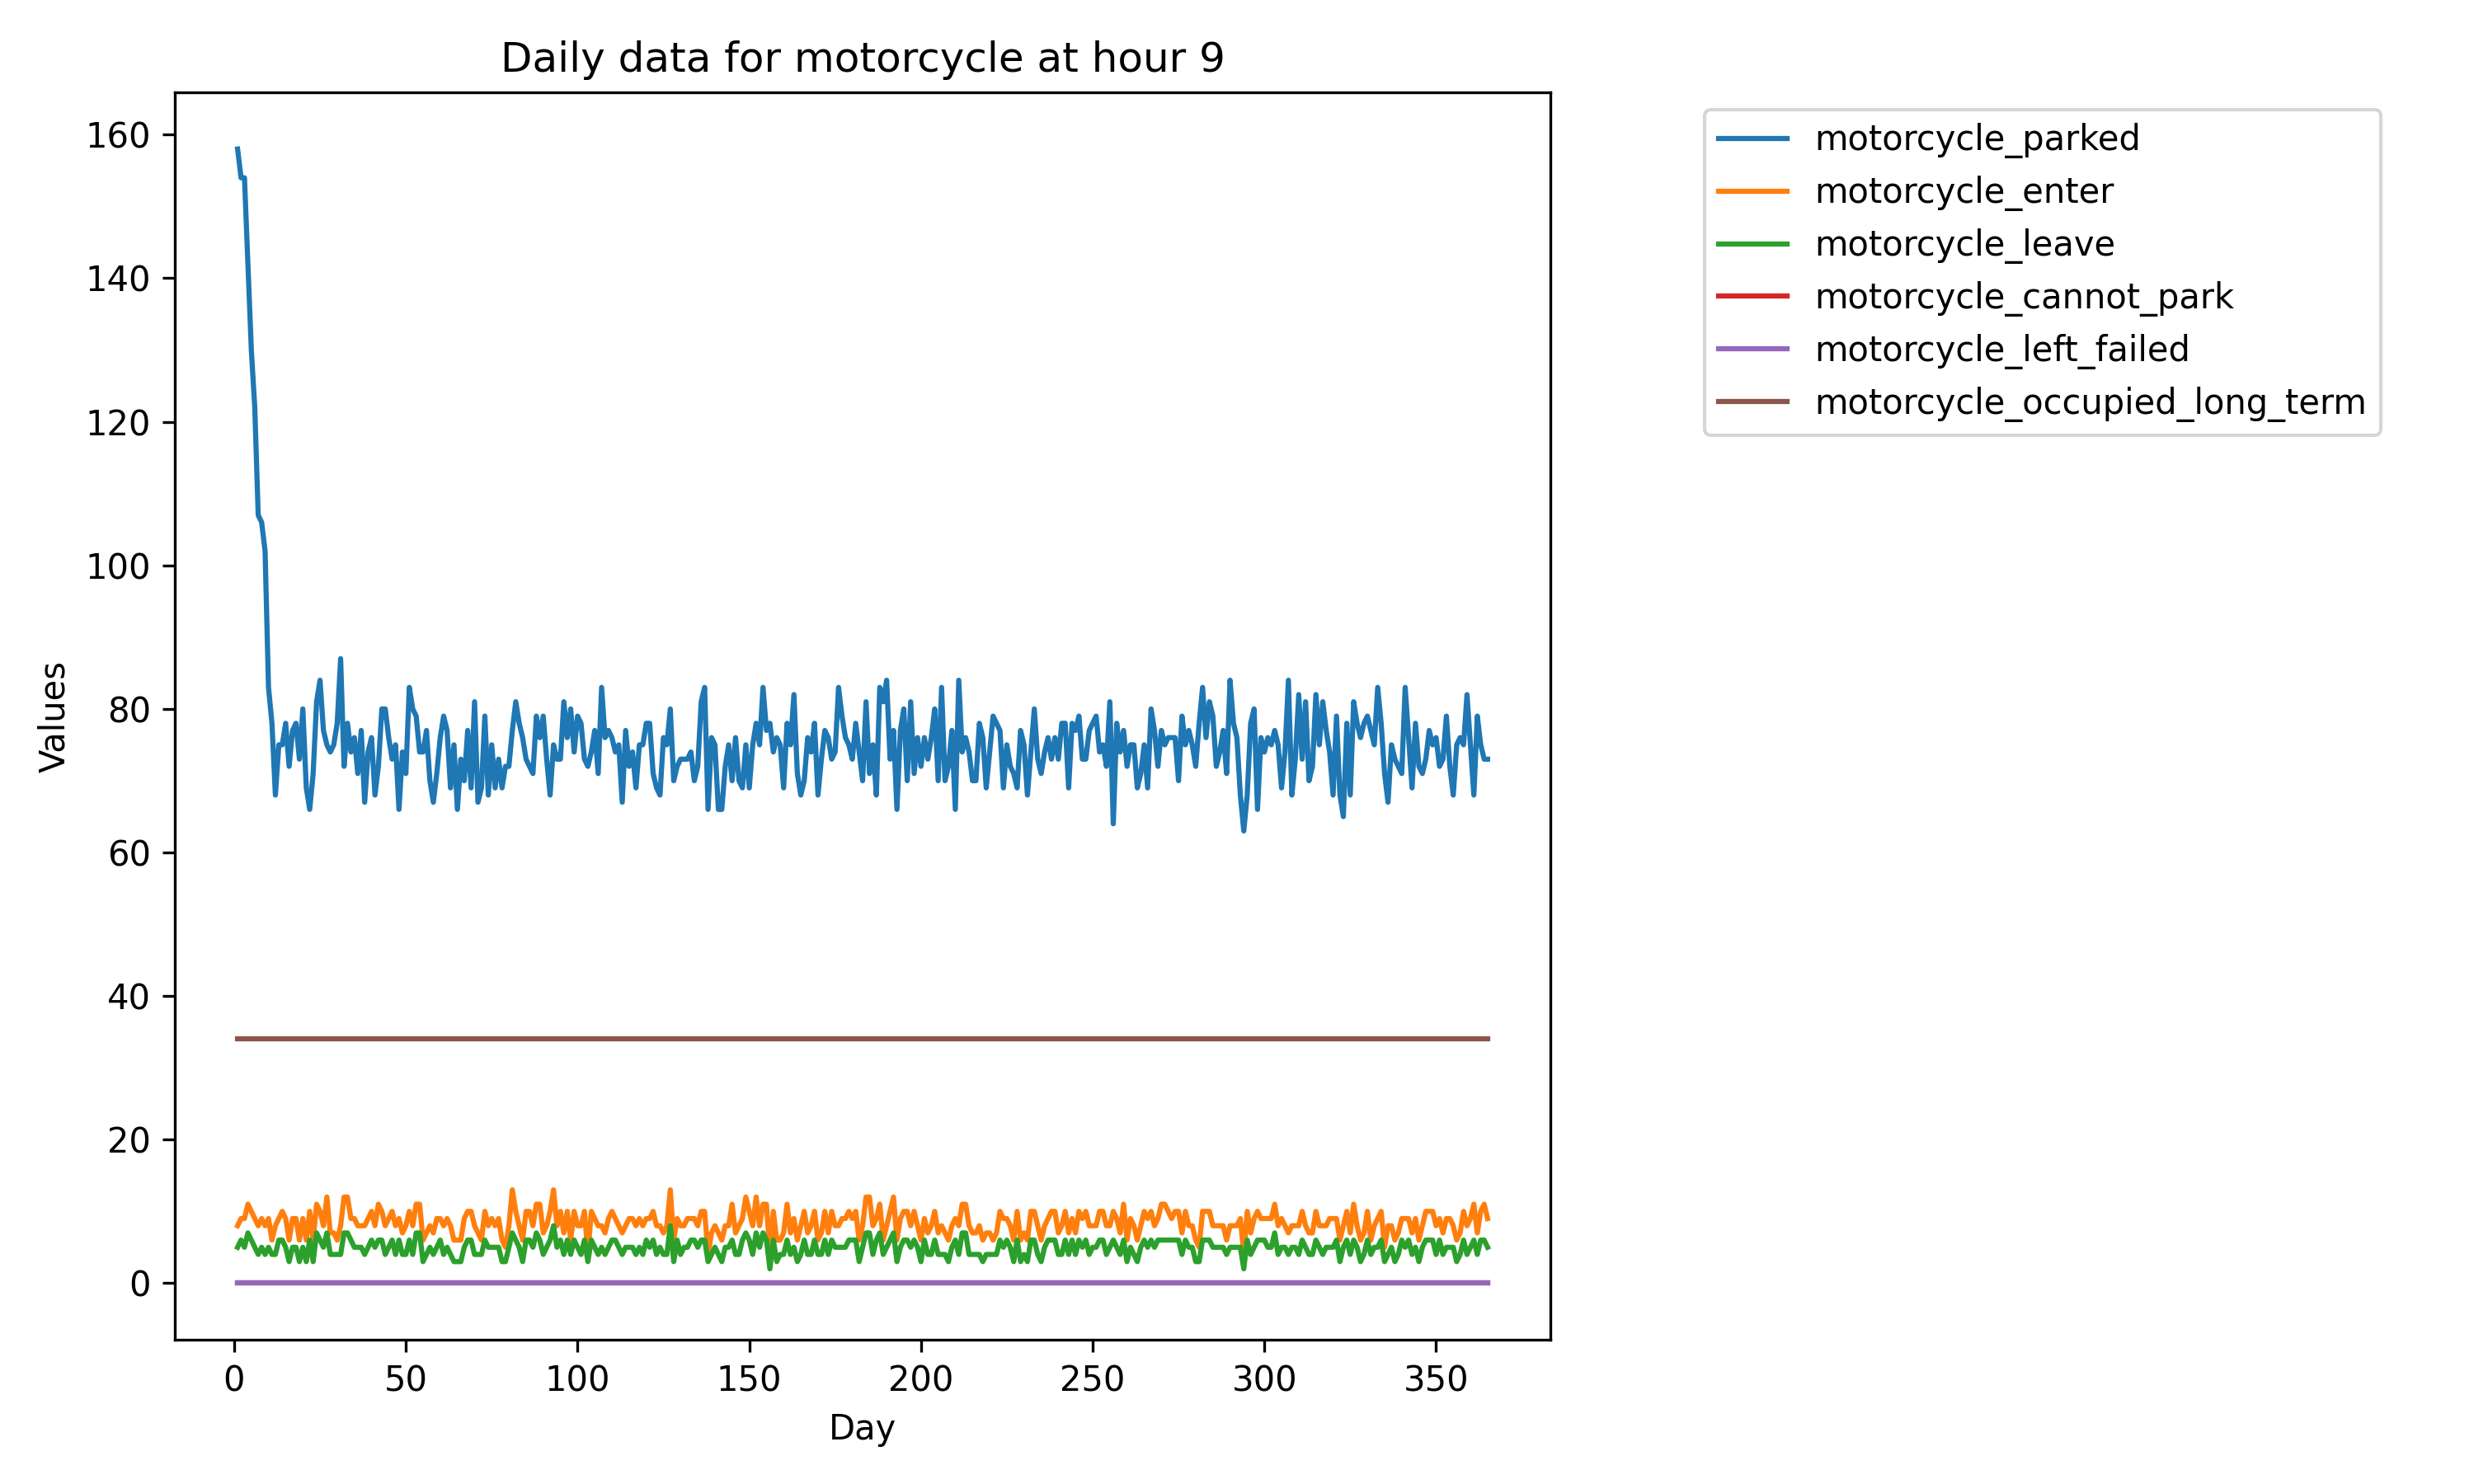 Daily data for motorcycle at hour 9
160
140
120
100
80
60
40
20
0
Values
0 50 100 150 200 250 300 350
Day
motorcycle_parked
motorcycle_enter
motorcycle_leave
motorcycle_cannot_park
motorcycle_left_failed
motorcycle_occupied_long_term